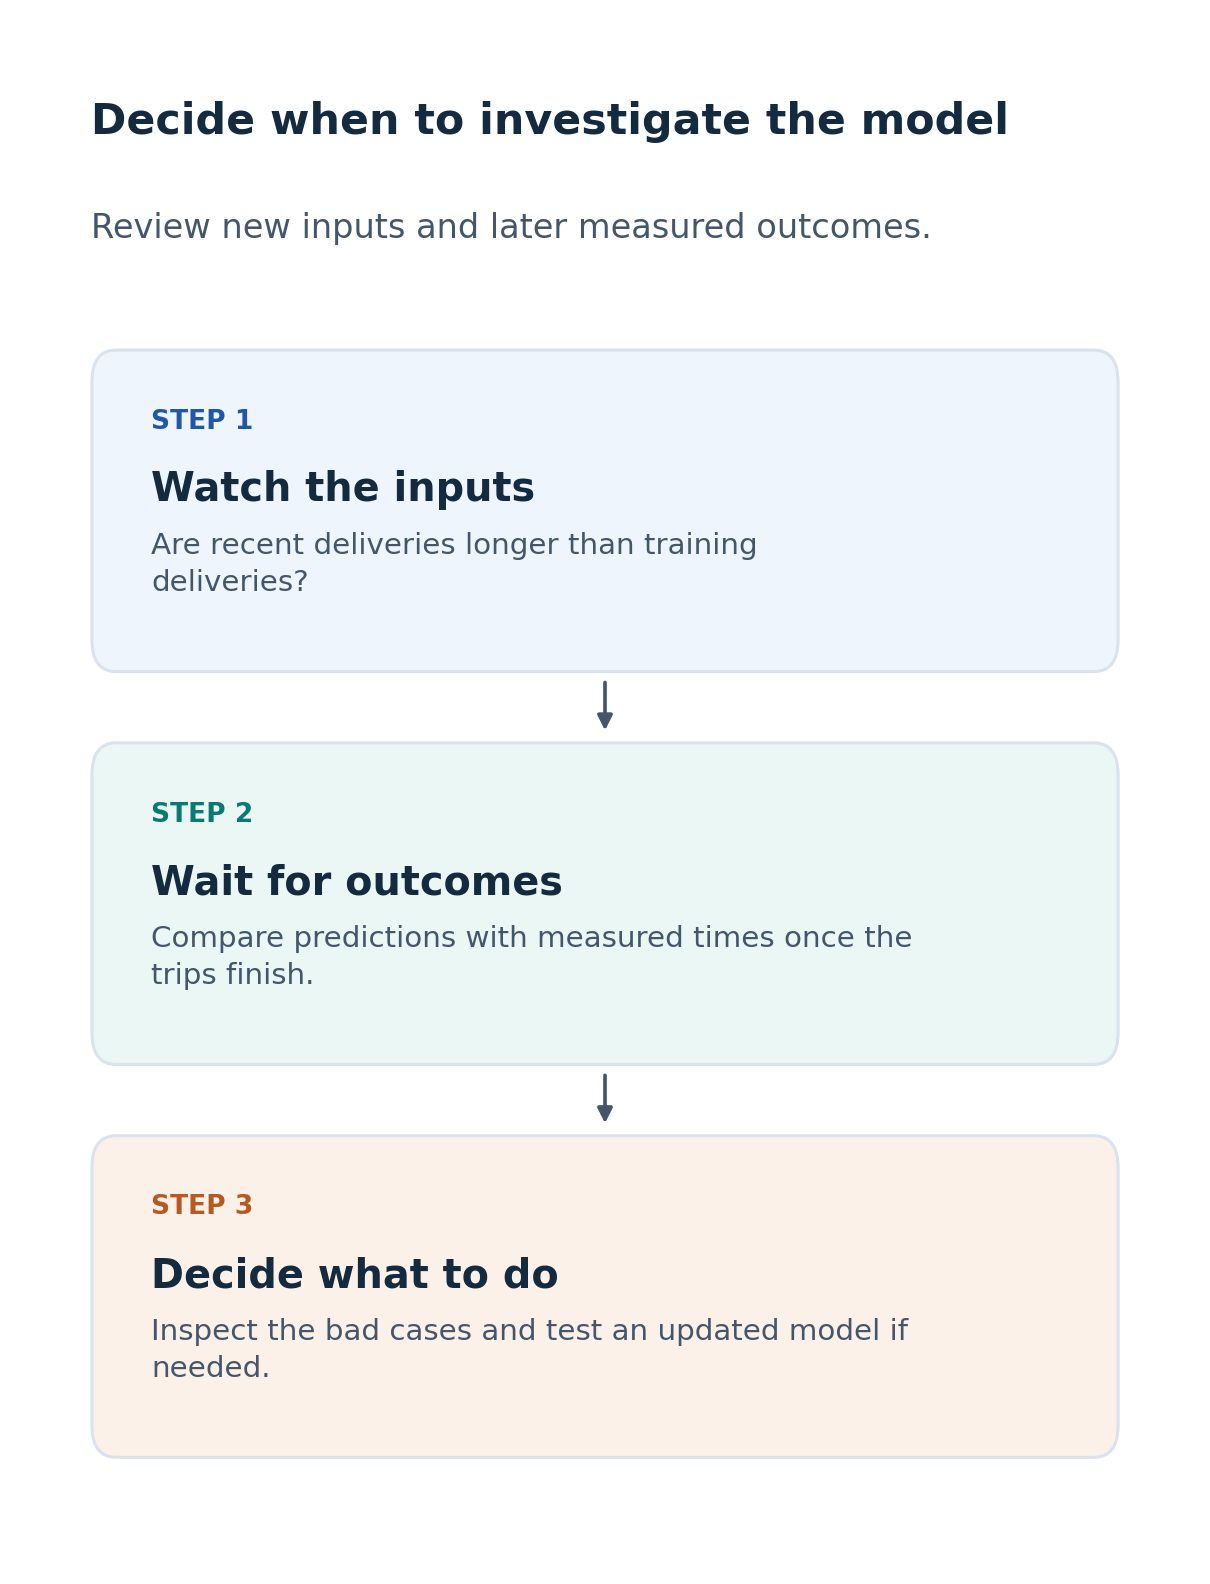 Decide when to investigate the model
Review new inputs and later measured outcomes.
STEP 1
Watch the inputs
Are recent deliveries longer than training
deliveries?
STEP 2
Wait for outcomes
Compare predictions with measured times once the
trips finish.
STEP 3
Decide what to do
Inspect the bad cases and test an updated model if
needed.